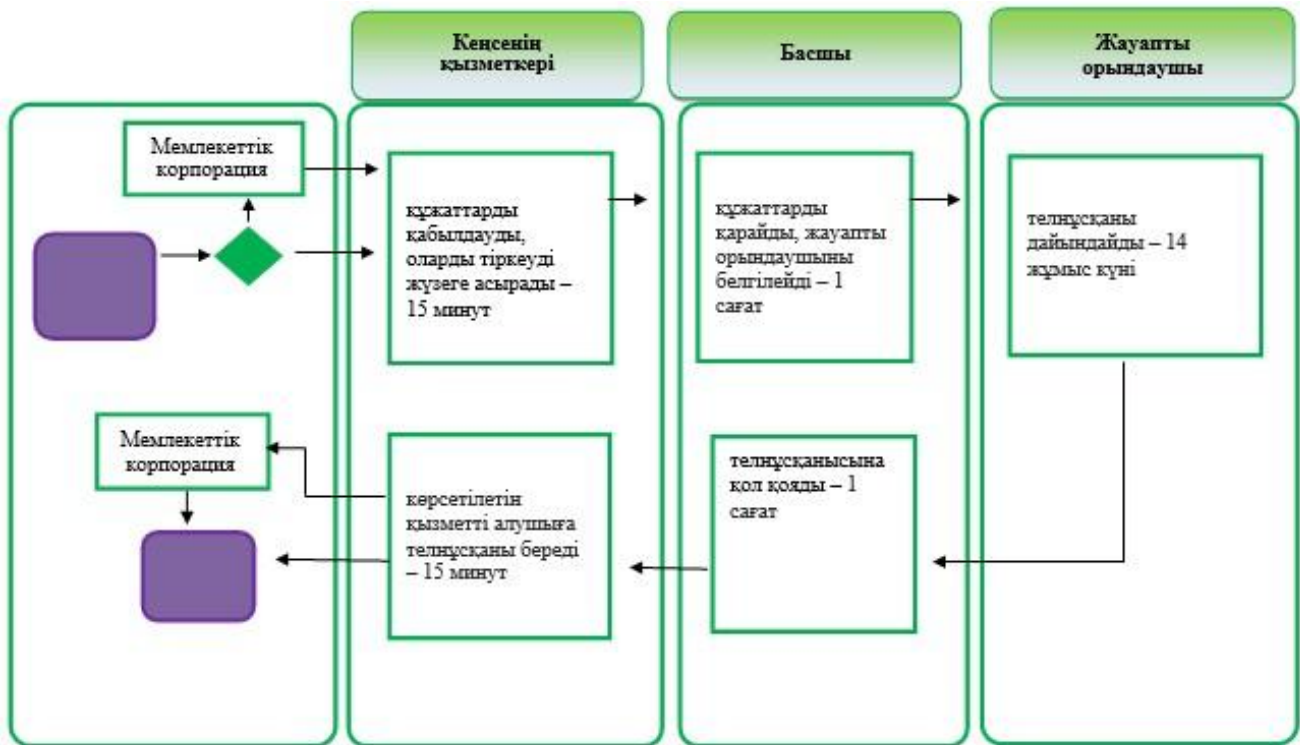 Кеңсенің
қызметкері
Басшы
Жауапты
орындаушы
Мемлекеттік
корпорация
құжаттарды
қабылдауды,
оларды тіркеуді
жүзеге асырады –
15 минут
құжаттарды
қарайды, жауапты
орындаушыны
белгілейді – 1
сағат
телнұсқаны
дайындайды – 14
жұмыс күні
Мемлекеттік
корпорация
көрсетілетін
қызметті алушыға
телнұсқаны береді
– 15 минут
телнұсқанысына
қол қояды – 1
сағат